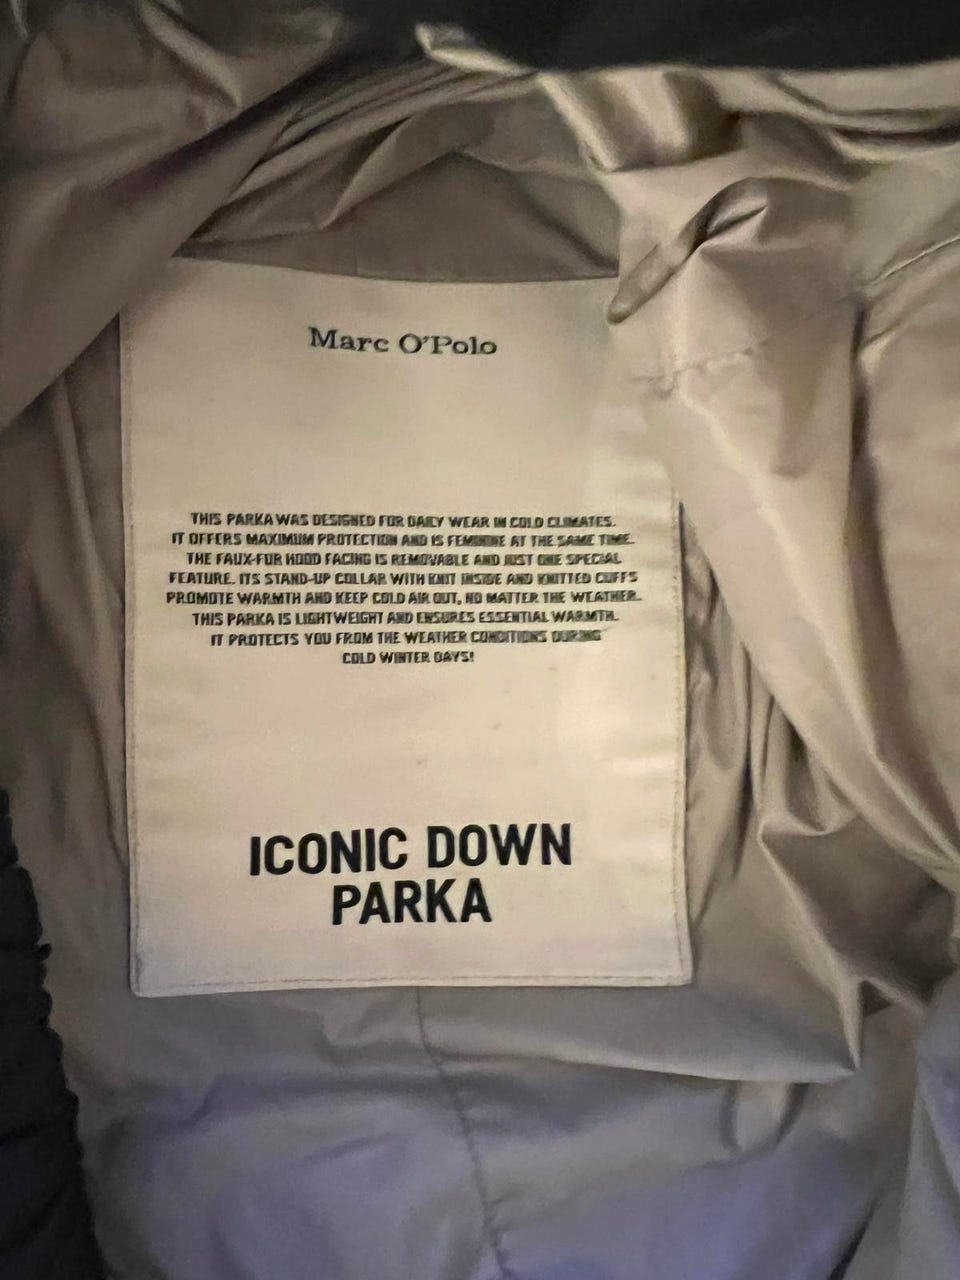 Marc O'Polo
THIS PARKA WAS DESIGNED FOR DAILY WEAR IN COLD CLIMATES.
IT OFFERS MAXIMUM PROTECTION AND IS FEMININE AT THE SAME TIME.
THE FAUX-FUR HOOD FACING IS REMOVABLE AND JUST ONE SPECIAL
FEATURE. ITS STAND-UP COLLAR WITH KNIT INSIDE AND KNITTED CUFFS
PROMOTE WARMTH AND KEEP COLD AIR OUT, NO MATTER THE WEATHER.
THIS PARKA IS LIGHTWEIGHT AND ENSURES ESSENTIAL WARMTH.
IT PROTECTS YOU FROM THE WEATHER CONDITIONS DURING
COLD WINTER DAYS!
ICONIC DOWN
PARKA